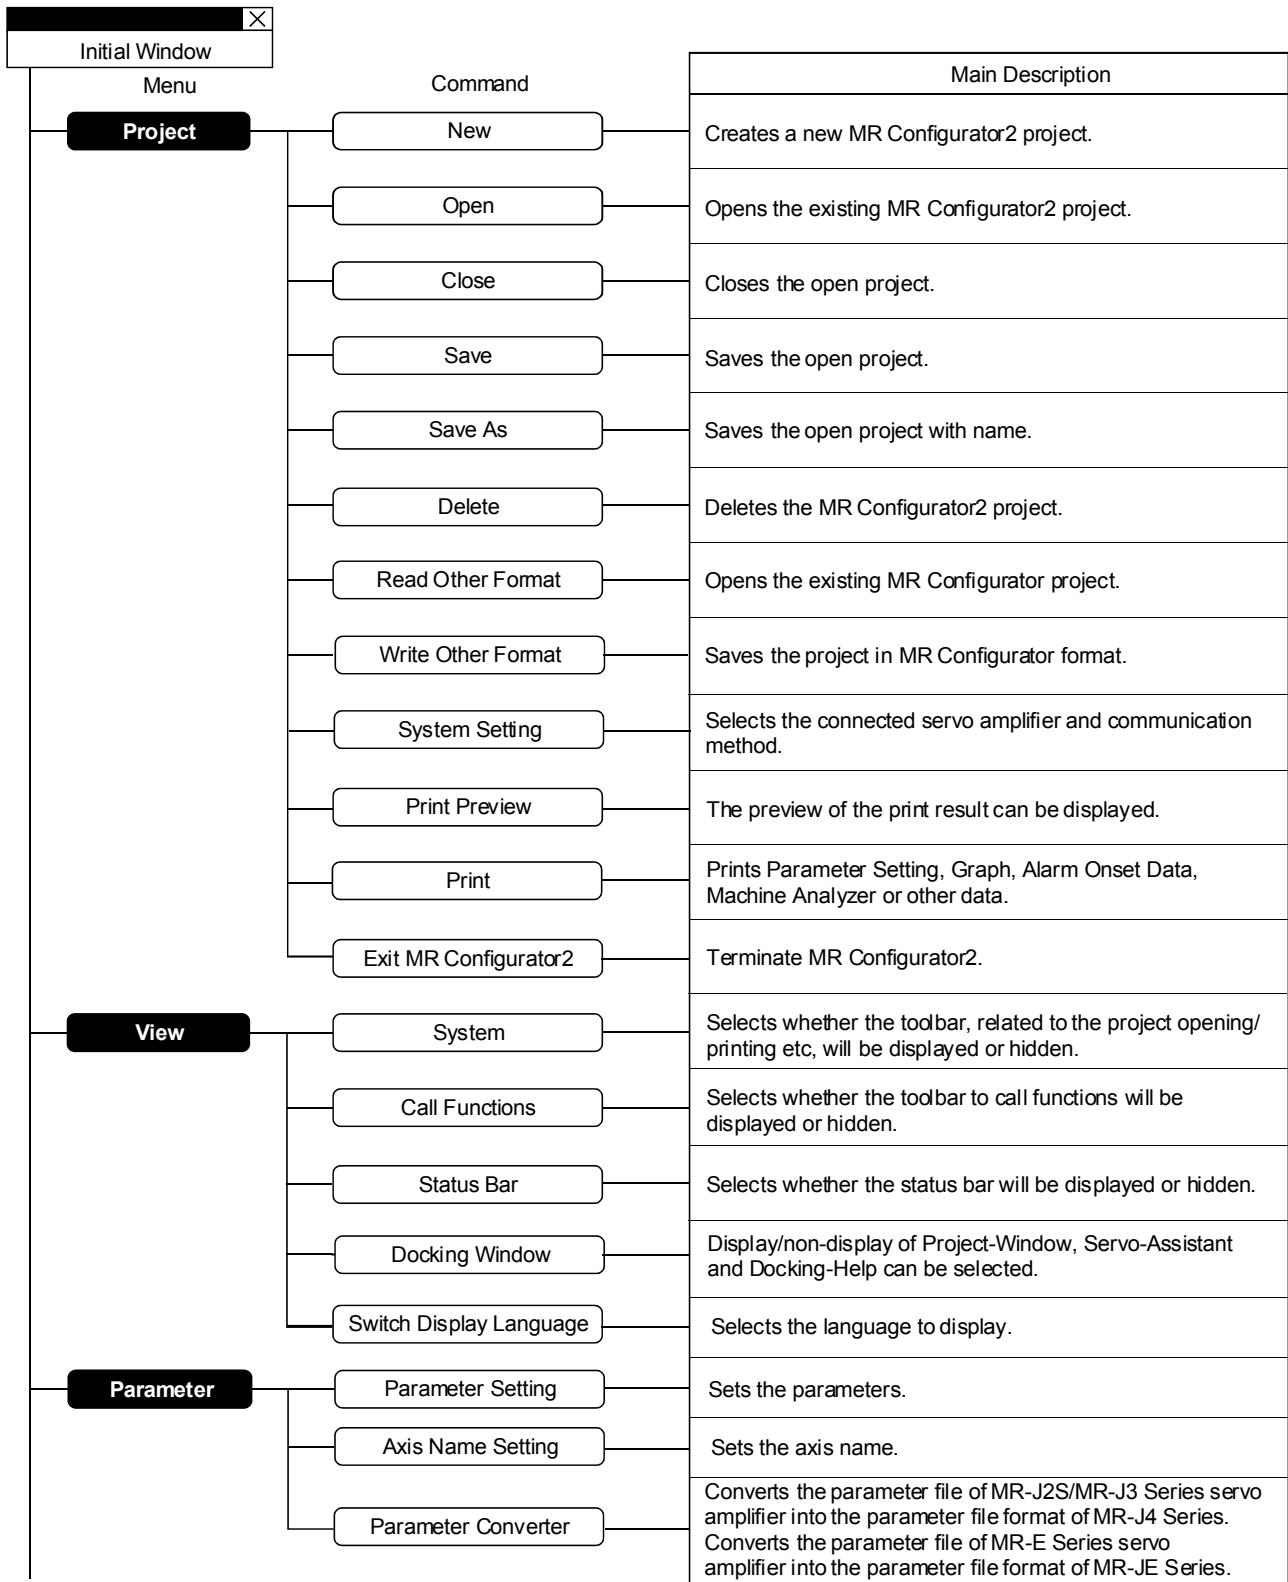 Initial Window
Menu
Command
Main Description
Project
New
Creates a new MR Configurator2 project.
Open
Opens the existing MR Configurator2 project.
Close
Closes the open project.
Save
Saves the open project.
Save As
Saves the open project with name.
Delete
Deletes the MR Configurator2 project.
Read Other Format
Opens the existing MR Configurator project.
Write Other Format
Saves the project in MR Configurator format.
System Setting
Selects the connected servo amplifier and communication
method.
Print Preview
The preview of the print result can be displayed.
Print
Prints Parameter Setting, Graph, Alarm Onset Data,
Machine Analyzer or other data.
Exit MR Configurator2
Terminate MR Configurator2.
View
System
Selects whether the toolbar, related to the project opening/
printing etc, will be displayed or hidden.
Call Functions
Selects whether the toolbar to call functions will be
displayed or hidden.
Status Bar
Selects whether the status bar will be displayed or hidden.
Docking Window
Display/non-display of Project-Window, Servo-Assistant
and Docking-Help can be selected.
Switch Display Language
Selects the language to display.
Parameter
Parameter Setting
Sets the parameters.
Axis Name Setting
Sets the axis name.
Parameter Converter
Converts the parameter file of MR-J2S/MR-J3 Series servo
amplifier into the parameter file format of MR-J4 Series.
Converts the parameter file of MR-E Series servo
amplifier into the parameter file format of MR-JE Series.